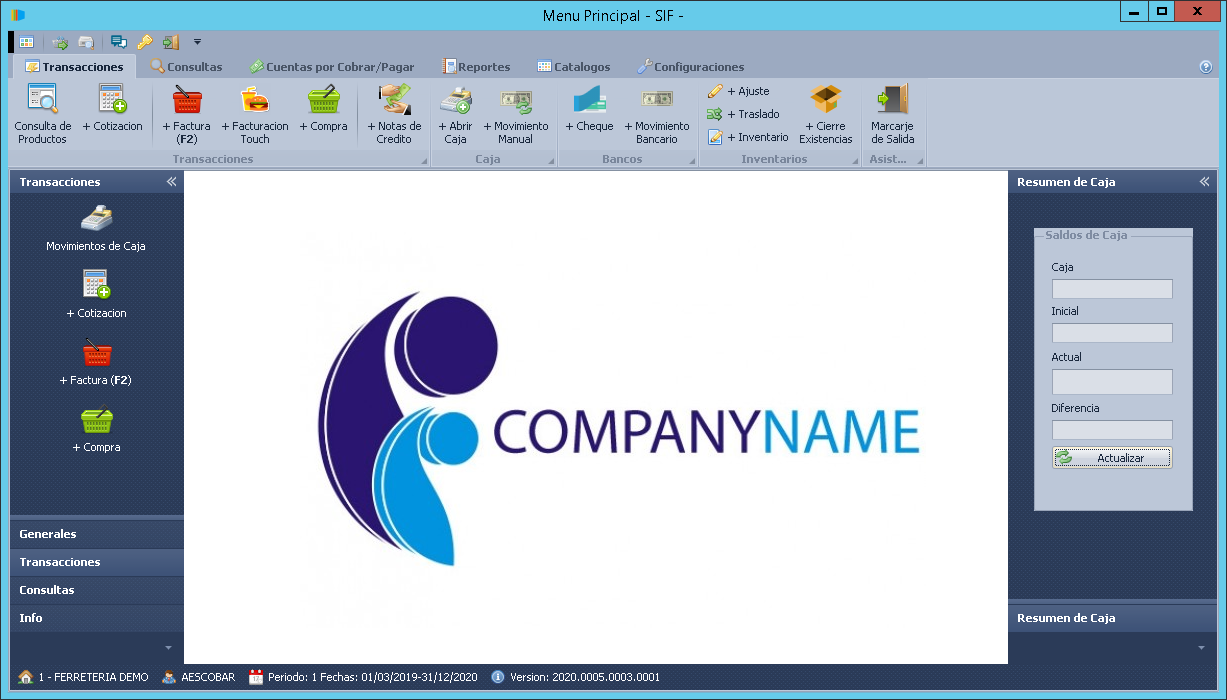 Menu Principal - SIF -
Transacciones
Consultas
Cuentas por Cobrar/Pagar
Reportes
Catalogos
Configuraciones
Consulta de
Productos
+ Cotizacion
+ Factura
(F2)
+ Facturacion
Touch
+ Compra
+ Notas de
Credito
Transacciones
+ Abrir
Caja
+ Movimiento
Manual
Caja
+ Cheque
+ Movimiento
Bancario
Bancos
+ Ajuste
+ Traslado
+ Inventario
+ Cierre
Existencias
Inventarios
Marcarje
de Salida
Asist...
Transacciones
Movimientos de Caja
+ Cotizacion
+ Factura (F2)
+ Compra
Generales
Transacciones
Consultas
Info
COMPANYNAME
Resumen de Caja
Saldos de Caja
Caja
Inicial
Actual
Diferencia
Actualizar
Resumen de Caja
1 - FERRETERIA DEMO
AESCOBAR
Periodo: 1 Fechas: 01/03/2019-31/12/2020
Version: 2020.0005.0003.0001